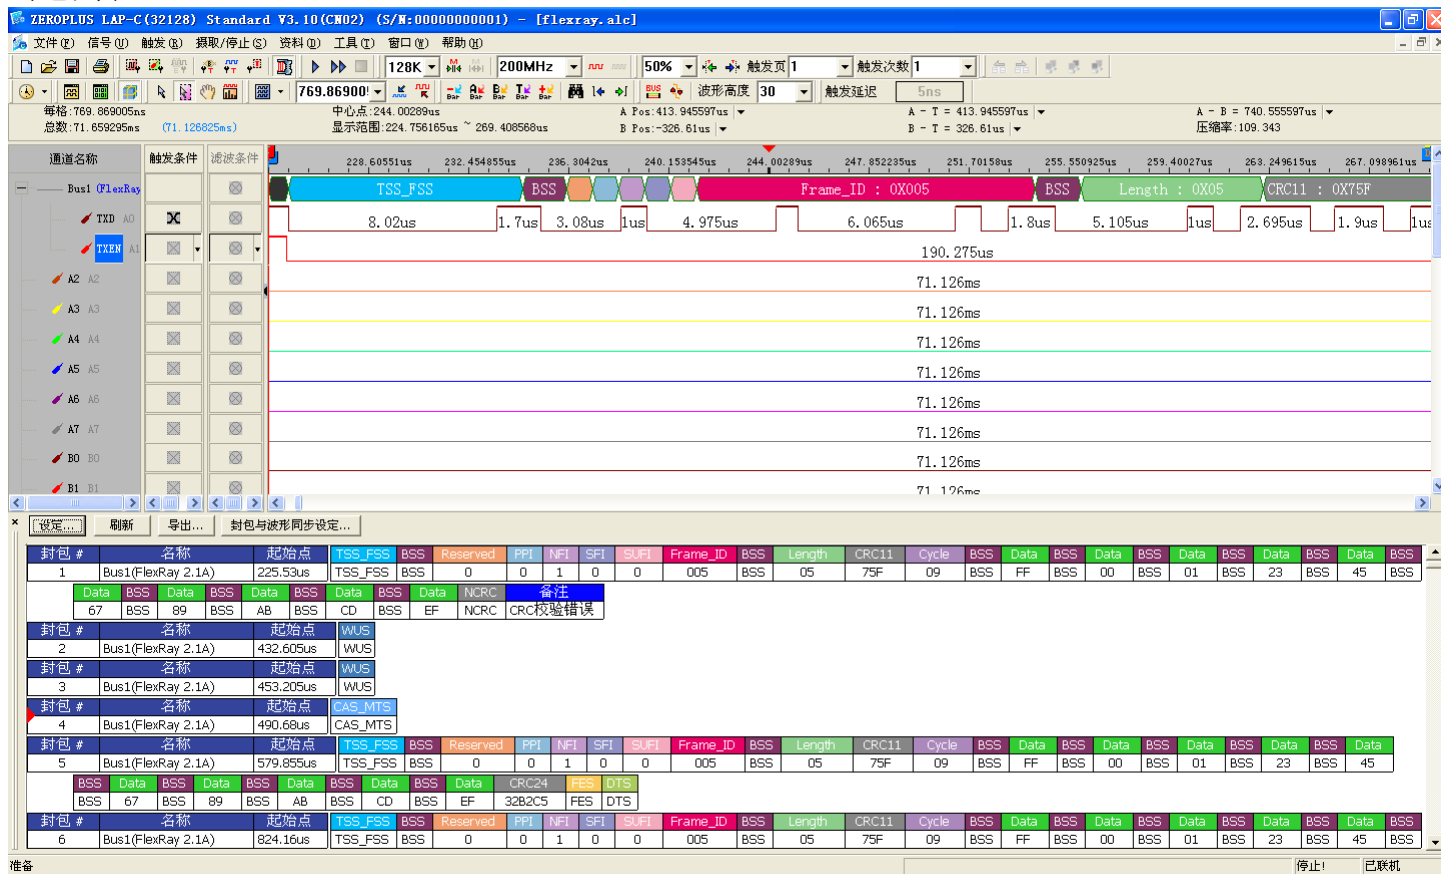 ZEROPLUS LAP-C(32128) Standard V3.10(CN02) (S/N:00000000001) - [flexray.alc]
文件(F) 信号(U) 触发(R) 摄取/停止(S) 资料(D) 工具(T) 窗口(W) 帮助(H)
128K 200MHz 50% 触发页 1 触发次数 1
769.86900! Bar Bar Bar Bar Bar BUS 波形高度 30 触发延迟 5ns
每格:769.869005ns 中心点:244.00289us A Pos:413.945597us A - T = 413.945597us A - B = 740.555597us
总数:71.659295ms (71.126825ms) 显示范围:224.756165us ~ 269.408568us B Pos:-326.61us B - T = 326.61us 压缩率:109.343
通道名称 触发条件 滤波条件 228.60551us 232.454855us 236.3042us 240.153545us 244.00289us 247.852235us 251.70158us 255.550925us 259.40027us 263.249615us 267.098961us
Bus1 (FlexRay TSS_FSS BSS Frame_ID : 0X005 BSS Length : 0X05 CRC11 : 0X75F
TXD A0 8.02us 1.7us 3.08us 1us 4.975us 6.065us 1.8us 5.105us 1us 2.695us 1.9us 1us
TXEN A1 190.275us
A2 A2 71.126ms
A3 A3 71.126ms
A4 A4 71.126ms
A5 A5 71.126ms
A6 A6 71.126ms
A7 A7 71.126ms
B0 B0 71.126ms
B1 B1 71.126ms
设定... 刷新 导出... 封包与波形同步设定...
封包 # 名称 起始点 TSS_FSS BSS Reserved PPI NFI SFI SUFI Frame_ID BSS Length CRC11 Cycle BSS Data BSS Data BSS Data BSS Data BSS Data BSS
1 Bus1(FlexRay 2.1A) 225.53us TSS_FSS BSS 0 0 1 0 0 005 BSS 05 75F 09 BSS FF BSS 00 BSS 01 BSS 23 BSS 45 BSS
Data BSS Data BSS Data BSS Data BSS Data NCRC 备注
67 BSS 89 BSS AB BSS CD BSS EF NCRC CRC校验错误
封包 # 名称 起始点 WUS
2 Bus1(FlexRay 2.1A) 432.605us WUS
封包 # 名称 起始点 WUS
3 Bus1(FlexRay 2.1A) 453.205us WUS
封包 # 名称 起始点 CAS_MTS
4 Bus1(FlexRay 2.1A) 490.68us CAS_MTS
封包 # 名称 起始点 TSS_FSS BSS Reserved PPI NFI SFI SUFI Frame_ID BSS Length CRC11 Cycle BSS Data BSS Data BSS Data BSS Data BSS Data
5 Bus1(FlexRay 2.1A) 579.855us TSS_FSS BSS 0 0 1 0 0 005 BSS 05 75F 09 BSS FF BSS 00 BSS 01 BSS 23 BSS 45
BSS Data BSS Data BSS Data BSS Data BSS Data CRC24 FES DTS
BSS 67 BSS 89 BSS AB BSS CD BSS EF 32B2C5 FES DTS
封包 # 名称 起始点 TSS_FSS BSS Reserved PPI NFI SFI SUFI Frame_ID BSS Length CRC11 Cycle BSS Data BSS Data BSS Data BSS Data BSS Data BSS
6 Bus1(FlexRay 2.1A) 824.16us TSS_FSS BSS 0 0 1 0 0 005 BSS 05 75F 09 BSS FF BSS 00 BSS 01 BSS 23 BSS 45 BSS
准备 停止! 已联机